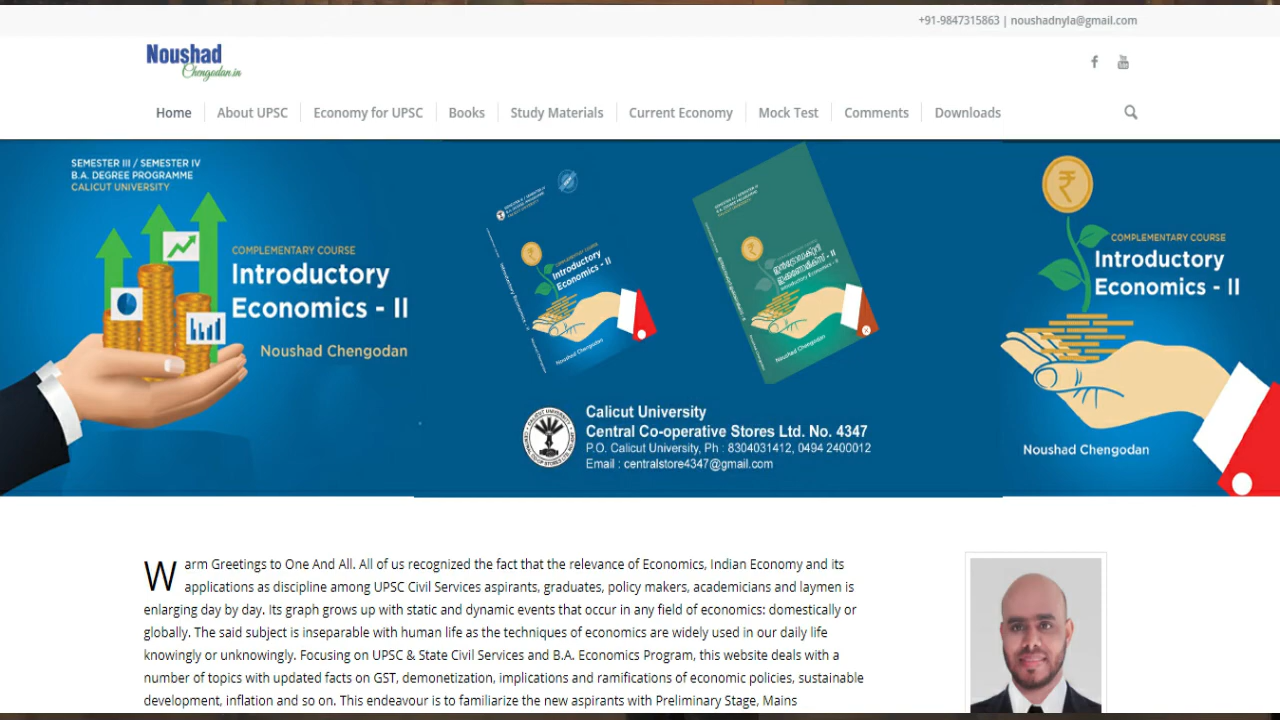 +91-9847315863 | noushadnyla@gmail.com
Noushad
Chengodan.in
Home
About UPSC
Economy for UPSC
Books
Study Materials
Current Economy
Mock Test
Comments
Downloads
SEMESTER III / SEMESTER IV
B.A. DEGREE PROGRAMME
CALICUT UNIVERSITY
COMPLEMENTARY COURSE
Introductory
Economics - II
Noushad Chengodan
COMPLEMENTARY COURSE
Introductory
Economics - II
Noushad Chengodan
Introductory Economics - II
Noushad Chengodan
Calicut University
Central Co-operative Stores Ltd. No. 4347
P.O. Calicut University, Ph : 8304031412, 0494 2400012
Email : centralstore4347@gmail.com
COMPLEMENTARY COURSE
Introductory
Economics - II
Noushad Chengodan
Warm Greetings to One And All. All of us recognized the fact that the relevance of Economics, Indian Economy and its
applications as discipline among UPSC Civil Services aspirants, graduates, policy makers, academicians and laymen is
enlarging day by day. Its graph grows up with static and dynamic events that occur in any field of economics: domestically or
globally. The said subject is inseparable with human life as the techniques of economics are widely used in our daily life
knowingly or unknowingly. Focusing on UPSC & State Civil Services and B.A. Economics Program, this website deals with a
number of topics with updated facts on GST, demonetization, implications and ramifications of economic policies, sustainable
development, inflation and so on. This endeavour is to familiarize the new aspirants with Preliminary Stage, Mains